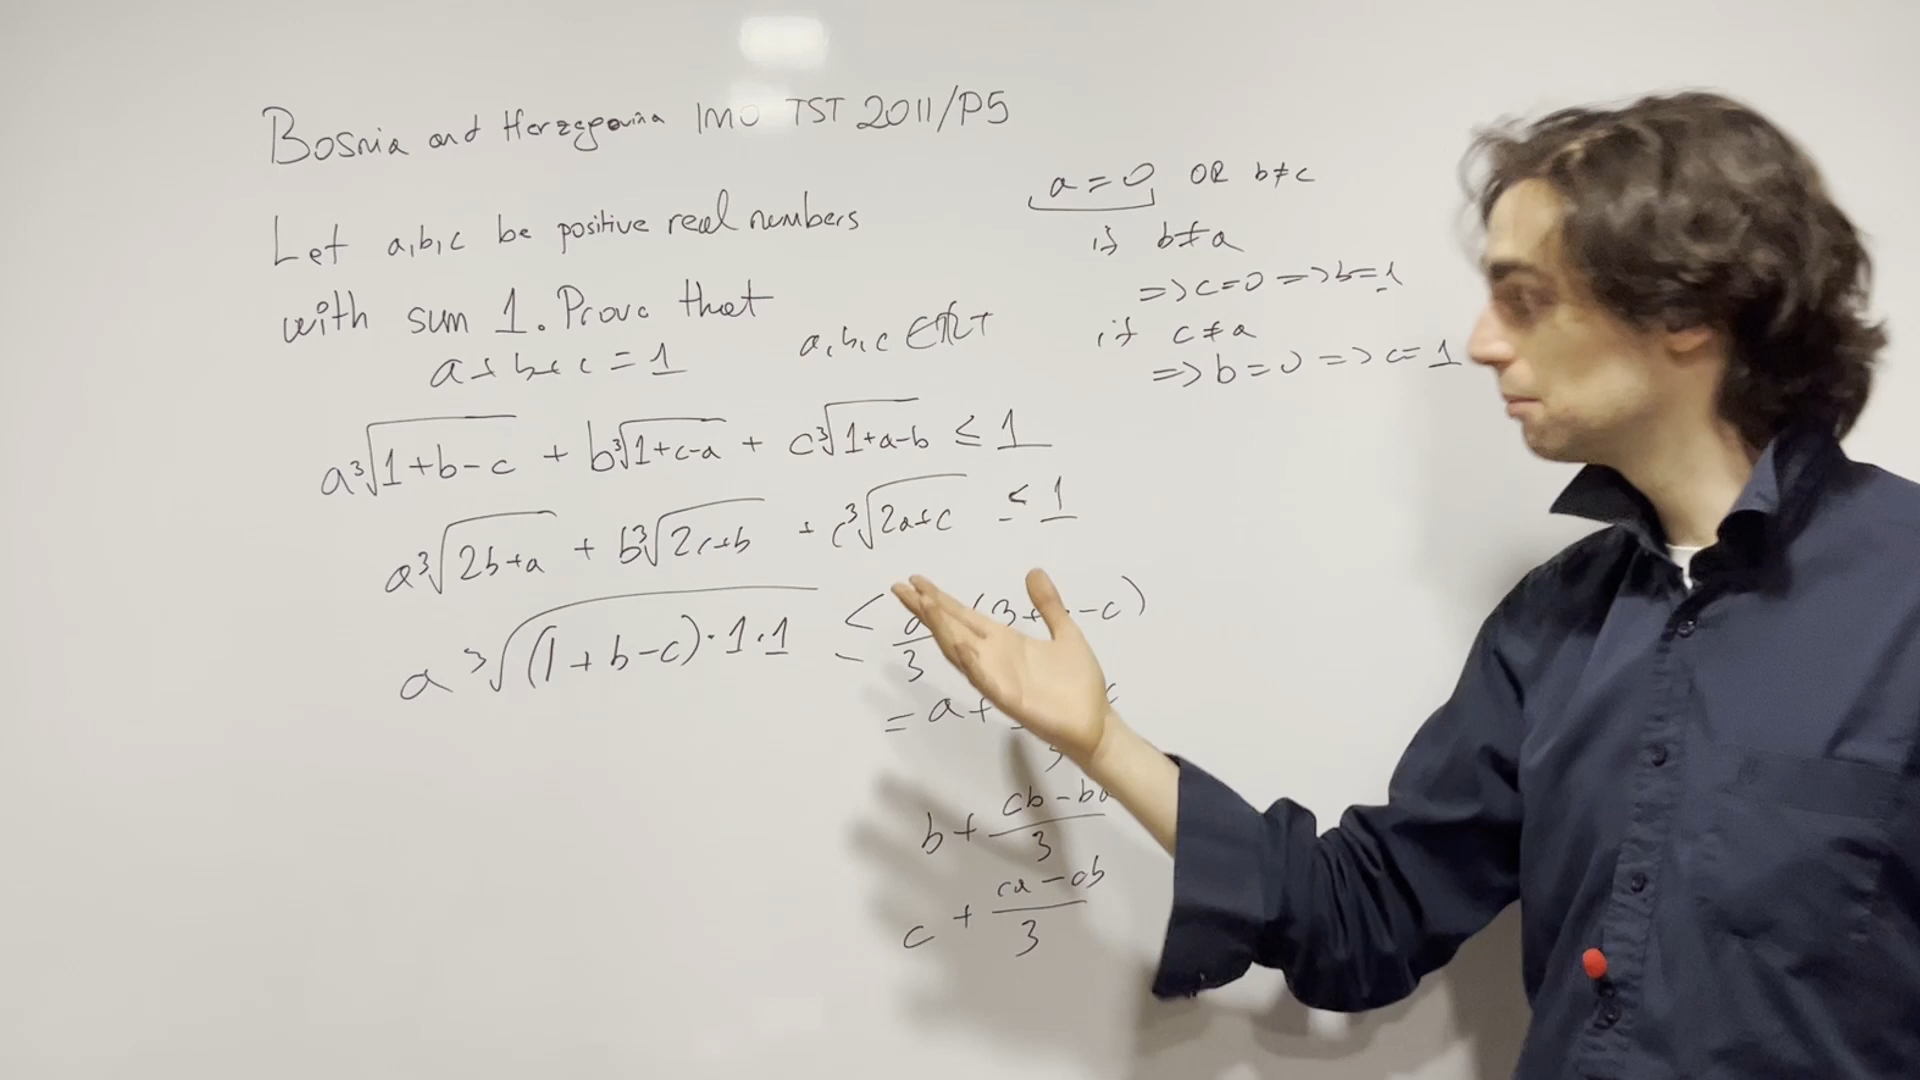 Bosnia and Herzegovina IMO TST 2011/P5
Let a,b,c be positive real numbers
with sum 1. Prove that
a+b+c = 1 a,b,c ∈ ℝ+
a∛(1+b-c) + b∛(1+c-a) + c∛(1+a-b) ≤ 1
a∛(2b+a) + b∛(2c+b) + c∛(2a+c) ≤ 1
a∛((1+b-c)·1·1) ≤ a/3 (3+ -c)
= a+
b + (cb-ba)/3
c + (ca-cb)/3
a=0 OR b≠c
if b≠a
=> c=0 => b=1
if c≠a
=> b=0 => c=1